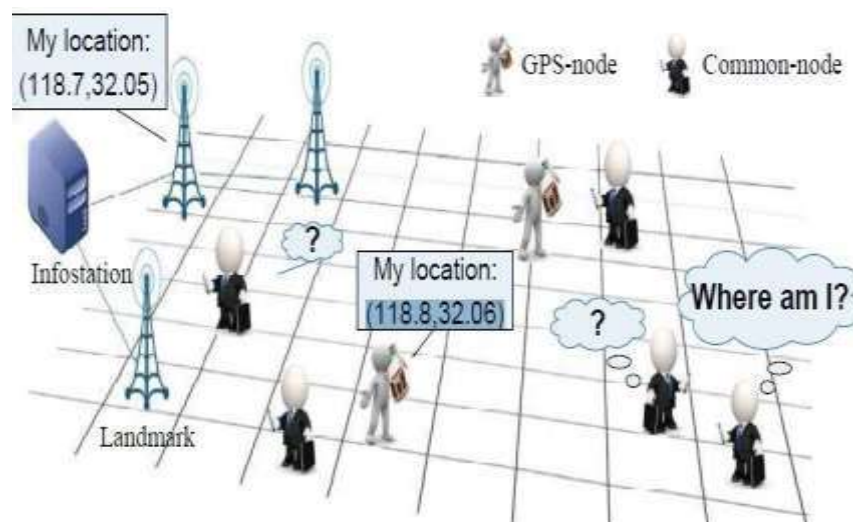 My location:
(118.7,32.05)
GPS-node
Common-node
?
Infostation
My location:
(118.8,32.06)
Where am I?
?
Landmark